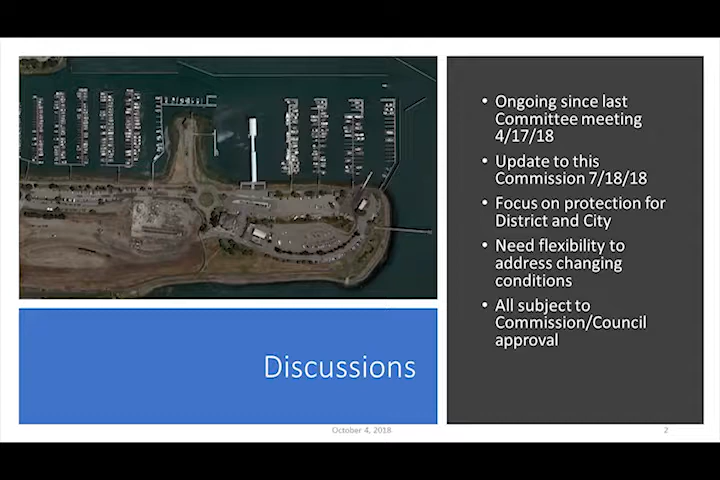 • Ongoing since last
Committee meeting
4/17/18
• Update to this
Commission 7/18/18
• Focus on protection for
District and City
• Need flexibility to
address changing
conditions
• All subject to
Commission/Council
approval
Discussions
October 4, 2018
2